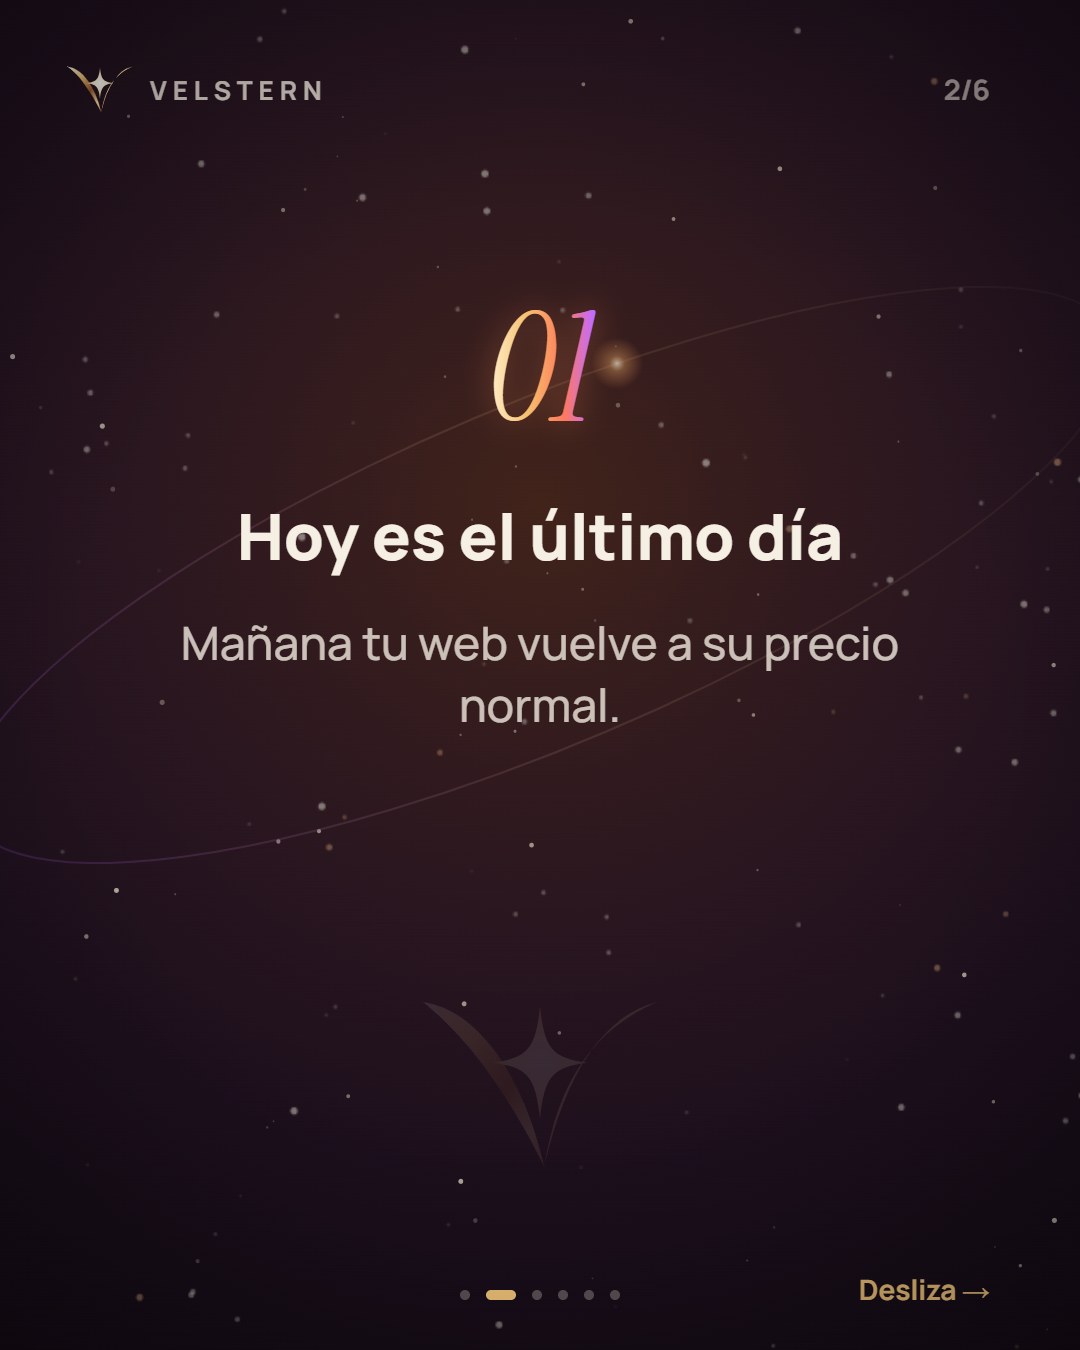 VELSTERN
2/6
01
Hoy es el último día
Mañana tu web vuelve a su precio
normal.
Desliza →